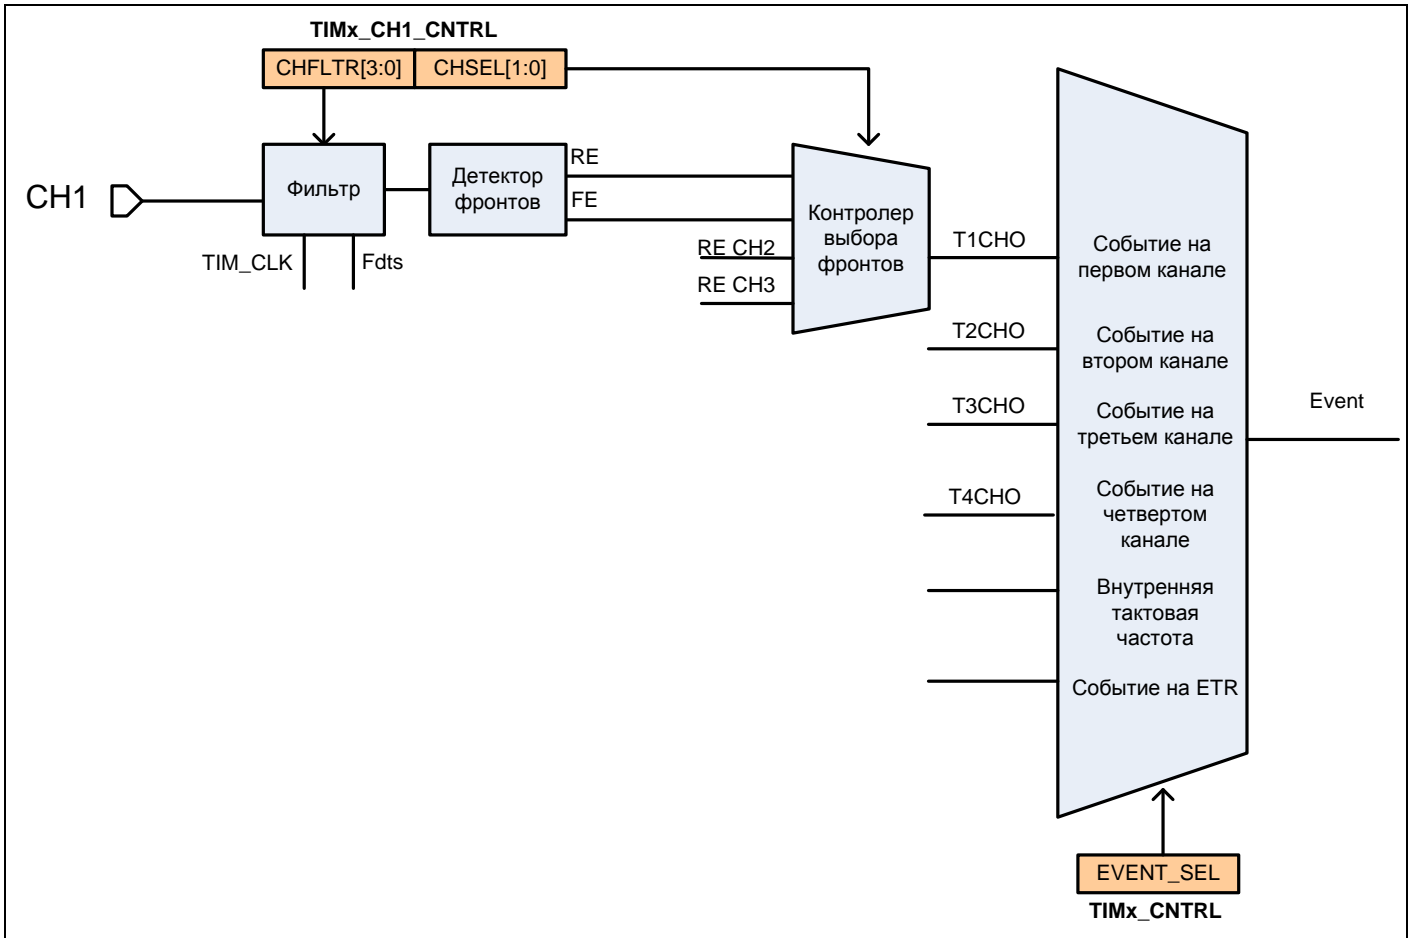 TIMx_CH1_CNTRL
CHFLTR[3:0] CHSEL[1:0]
CH1
Фильтр
TIM_CLK
Fdts
Детектор
фронтов
RE
FE
RE CH2
RE CH3
Контролер
выбора
фронтов
T1CHO
T2CHO
T3CHO
T4CHO
Событие на
первом канале
Событие на
втором канале
Событие на
третьем канале
Событие на
четвертом
канале
Внутренняя
тактовая
частота
Событие на ETR
Event
EVENT_SEL
TIMx_CNTRL